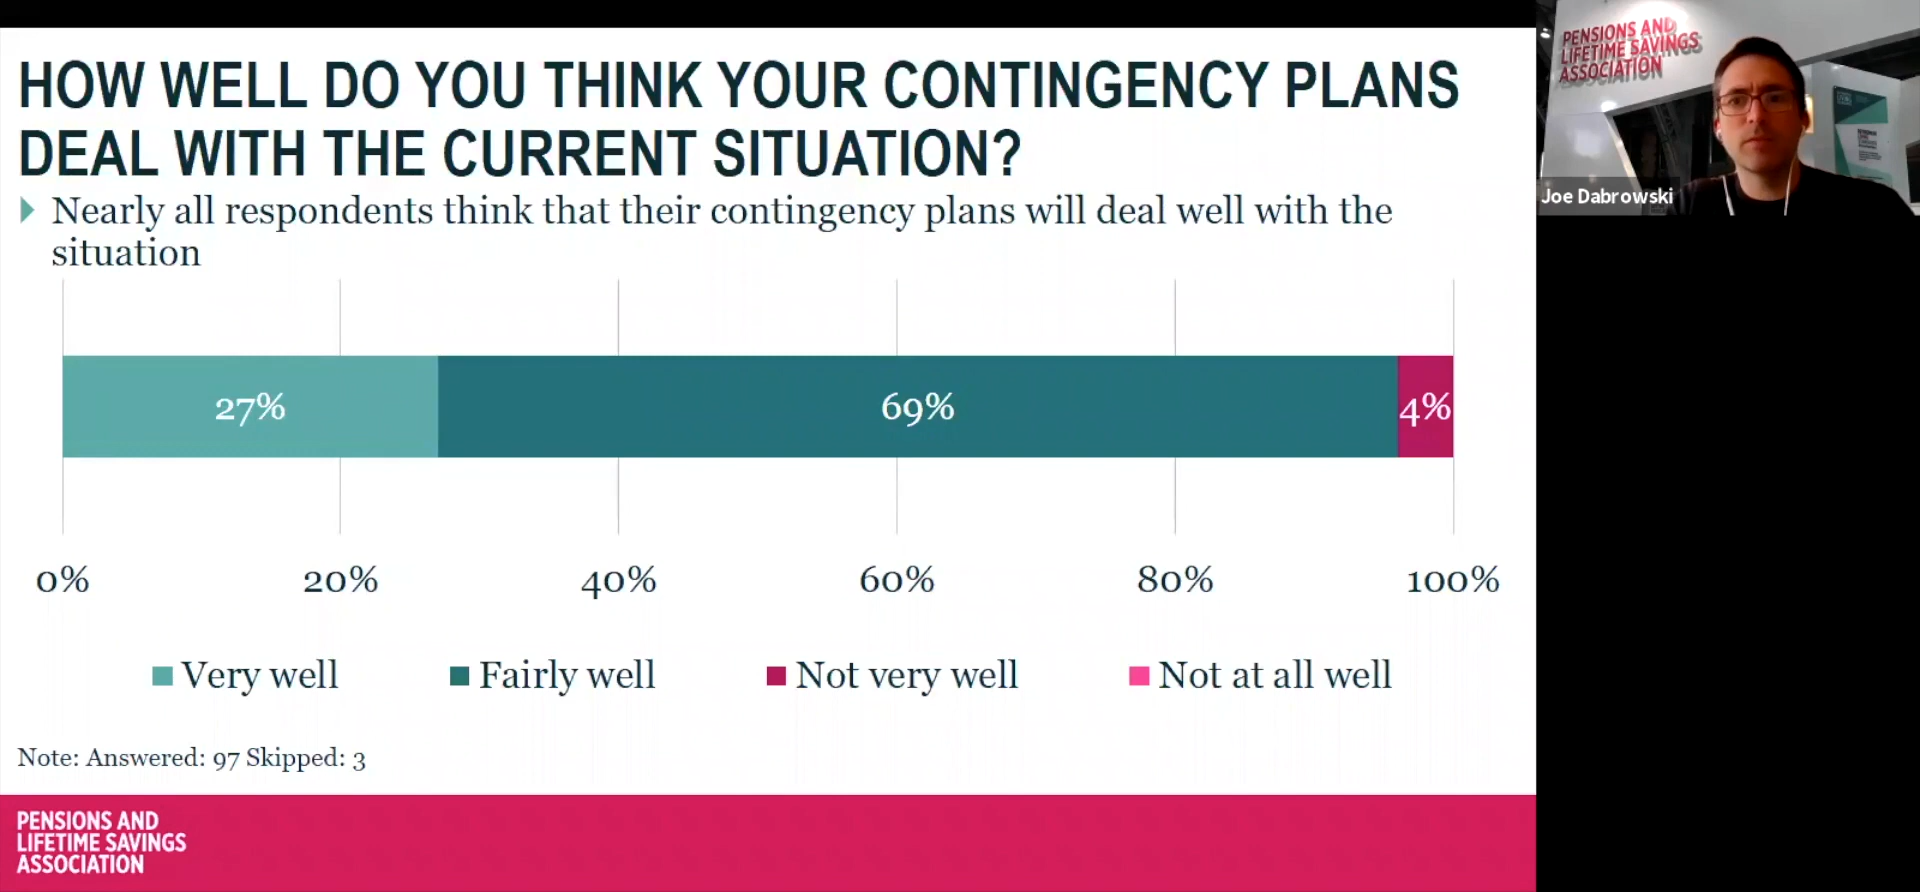 HOW WELL DO YOU THINK YOUR CONTINGENCY PLANS
DEAL WITH THE CURRENT SITUATION?
Nearly all respondents think that their contingency plans will deal well with the
situation
27%
69%
4%
0%
20%
40%
60%
80%
100%
Very well
Fairly well
Not very well
Not at all well
Note: Answered: 97 Skipped: 3
PENSIONS AND
LIFETIME SAVINGS
ASSOCIATION
PENSIONS AND
LIFETIME SAVINGS
ASSOCIATION
Joe Dabrowski